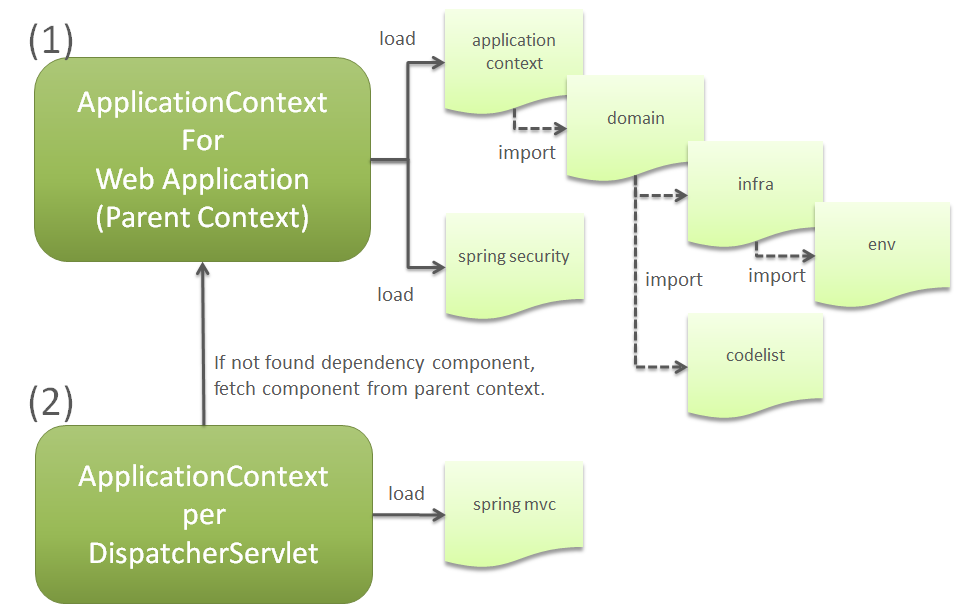 (1)
ApplicationContext
For
Web Application
(Parent Context)
load
application
context
import
domain
infra
import
env
import
codelist
load
spring security
If not found dependency component,
fetch component from parent context.
(2)
ApplicationContext
per
DispatcherServlet
load
spring mvc